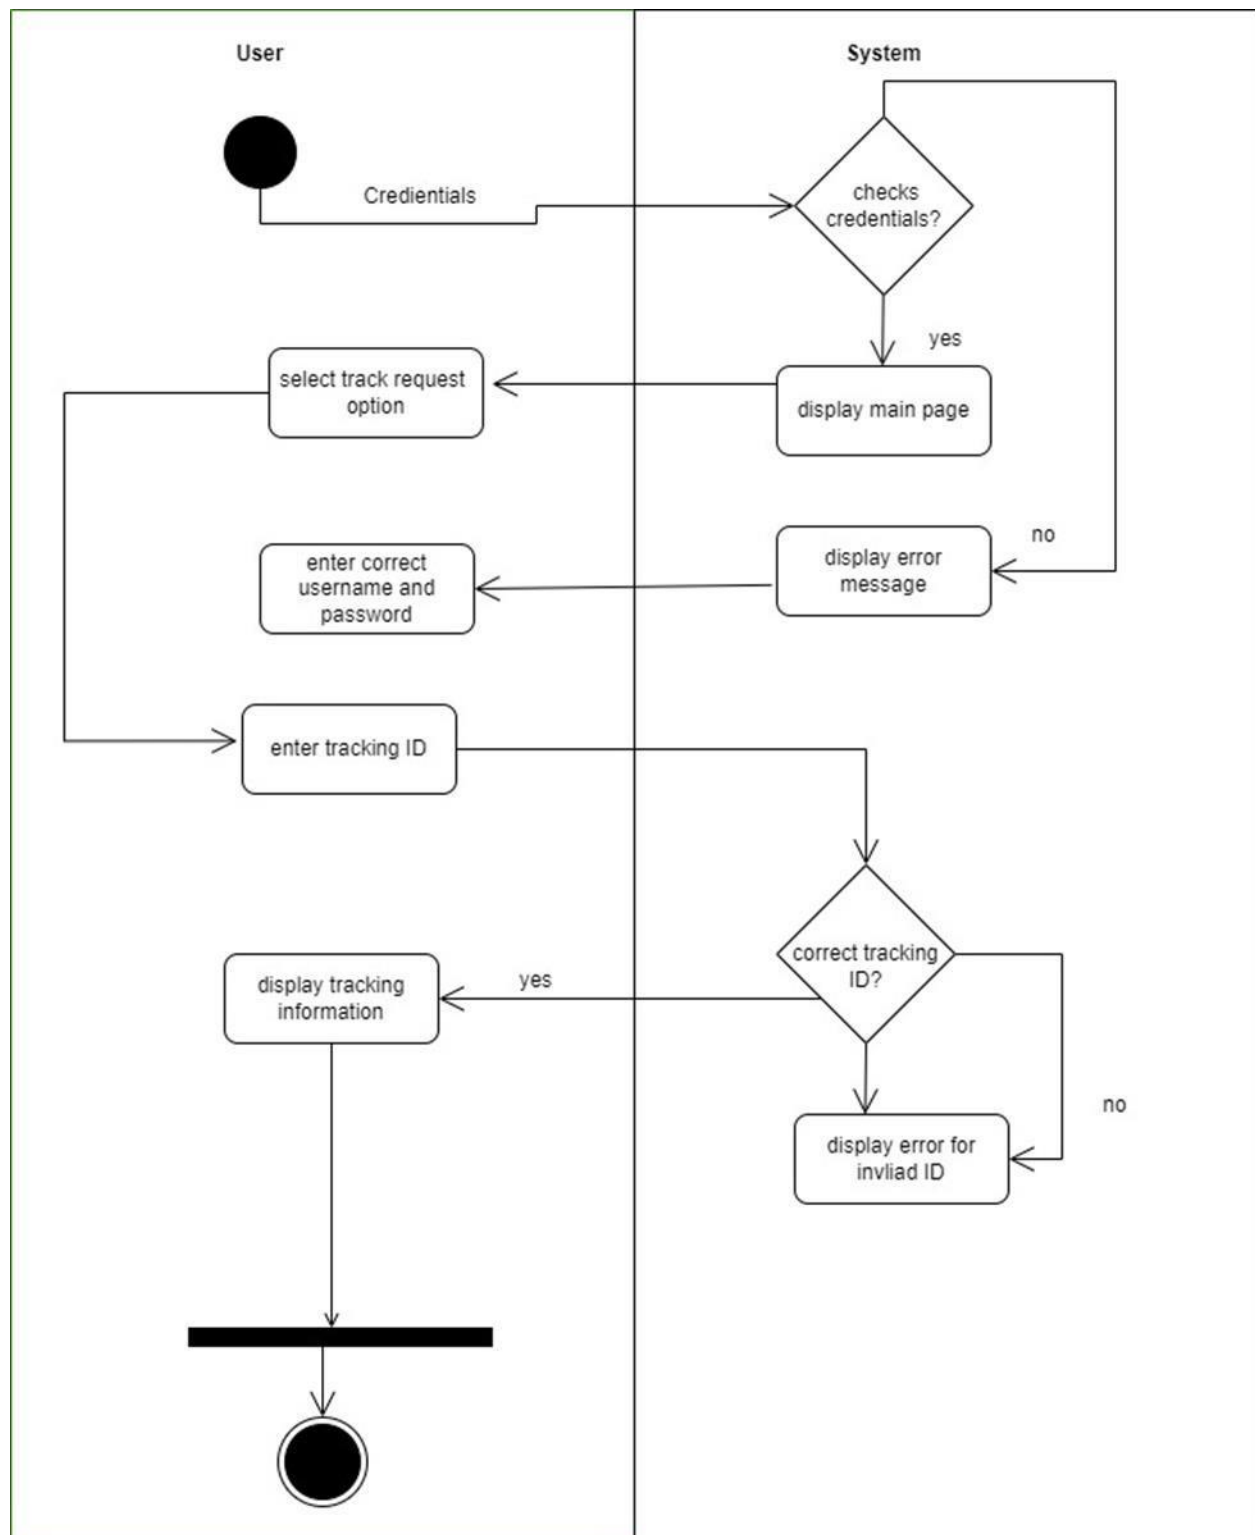 User
System
Credientials
checks
credentials?
yes
select track request
option
display main page
no
enter correct
username and
password
display error
message
enter tracking ID
correct tracking
ID?
yes
display tracking
information
no
display error for
invliad ID